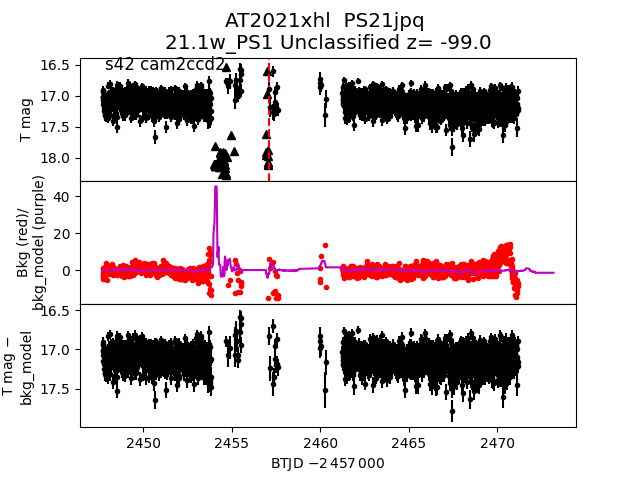 AT2021xhl  PS21jpq
21.1w_PS1 Unclassified z= -99.0
s42 cam2ccd2
T mag
16.5
17.0
17.5
18.0
Bkg (red)/
bkg_model (purple)
40
20
0
T mag −
bkg_model
16.5
17.0
17.5
2450
2455
2460
2465
2470
BTJD −2 457 000